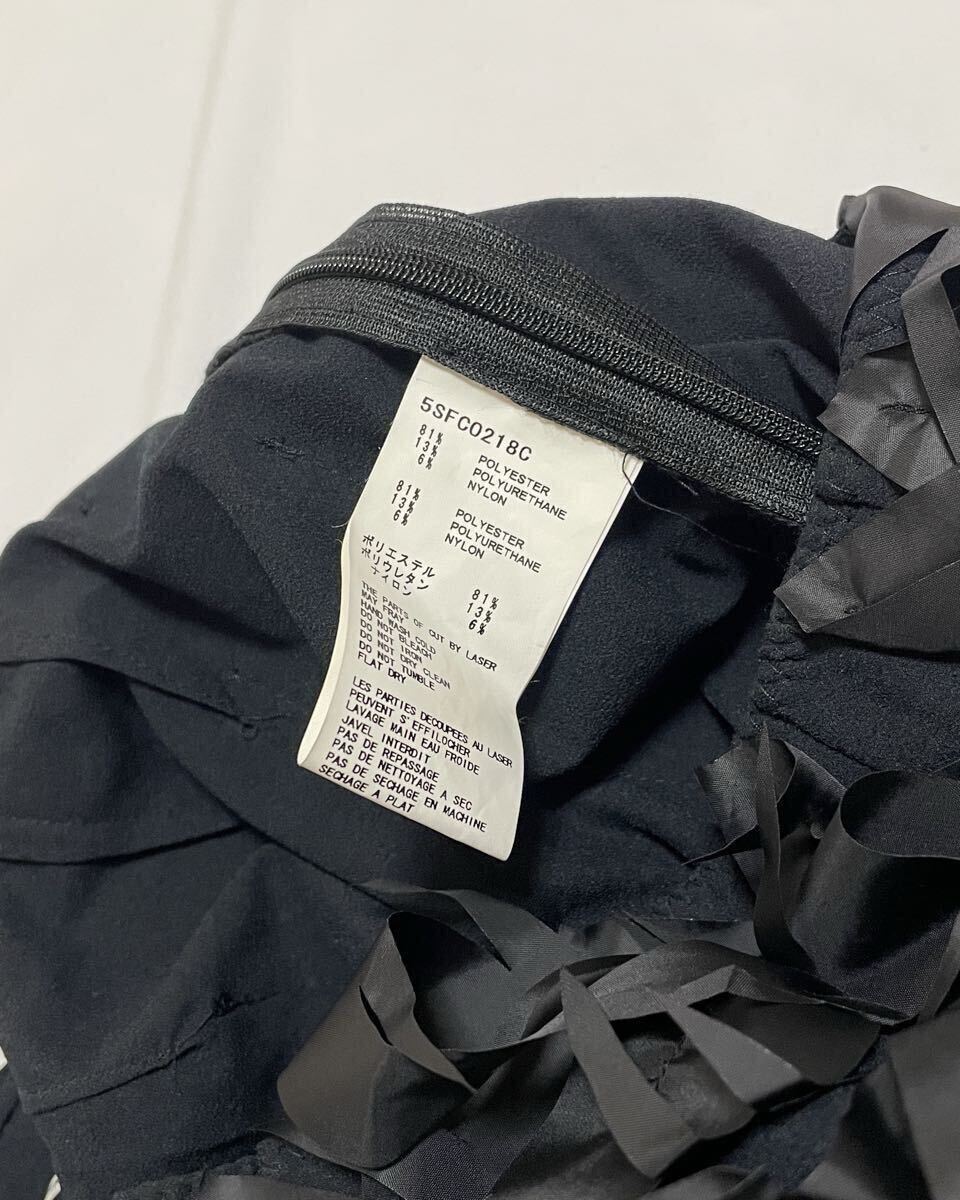 5SFC0218C
81% POLYESTER
13% POLYURETHANE
6% NYLON
81% POLYESTER
13% POLYURETHANE
6% NYLON
ポリエステル 81%
ポリウレタン 13%
ナイロン 6%
THE PARTS OF CUT BY LASER
MAY FRAY
HAND WASH COLD
DO NOT BLEACH
DO NOT IRON
DO NOT DRY CLEAN
DO NOT TUMBLE
FLAT DRY
LES PARTIES DECOUPEES AU LASER
PEUVENT S'EFFILOCHER
LAVAGE MAIN EAU FROIDE
JAVEL INTERDIT
PAS DE REPASSAGE
PAS DE NETTOYAGE A SEC
PAS DE SECHAGE EN MACHINE
SECHAGE A PLAT